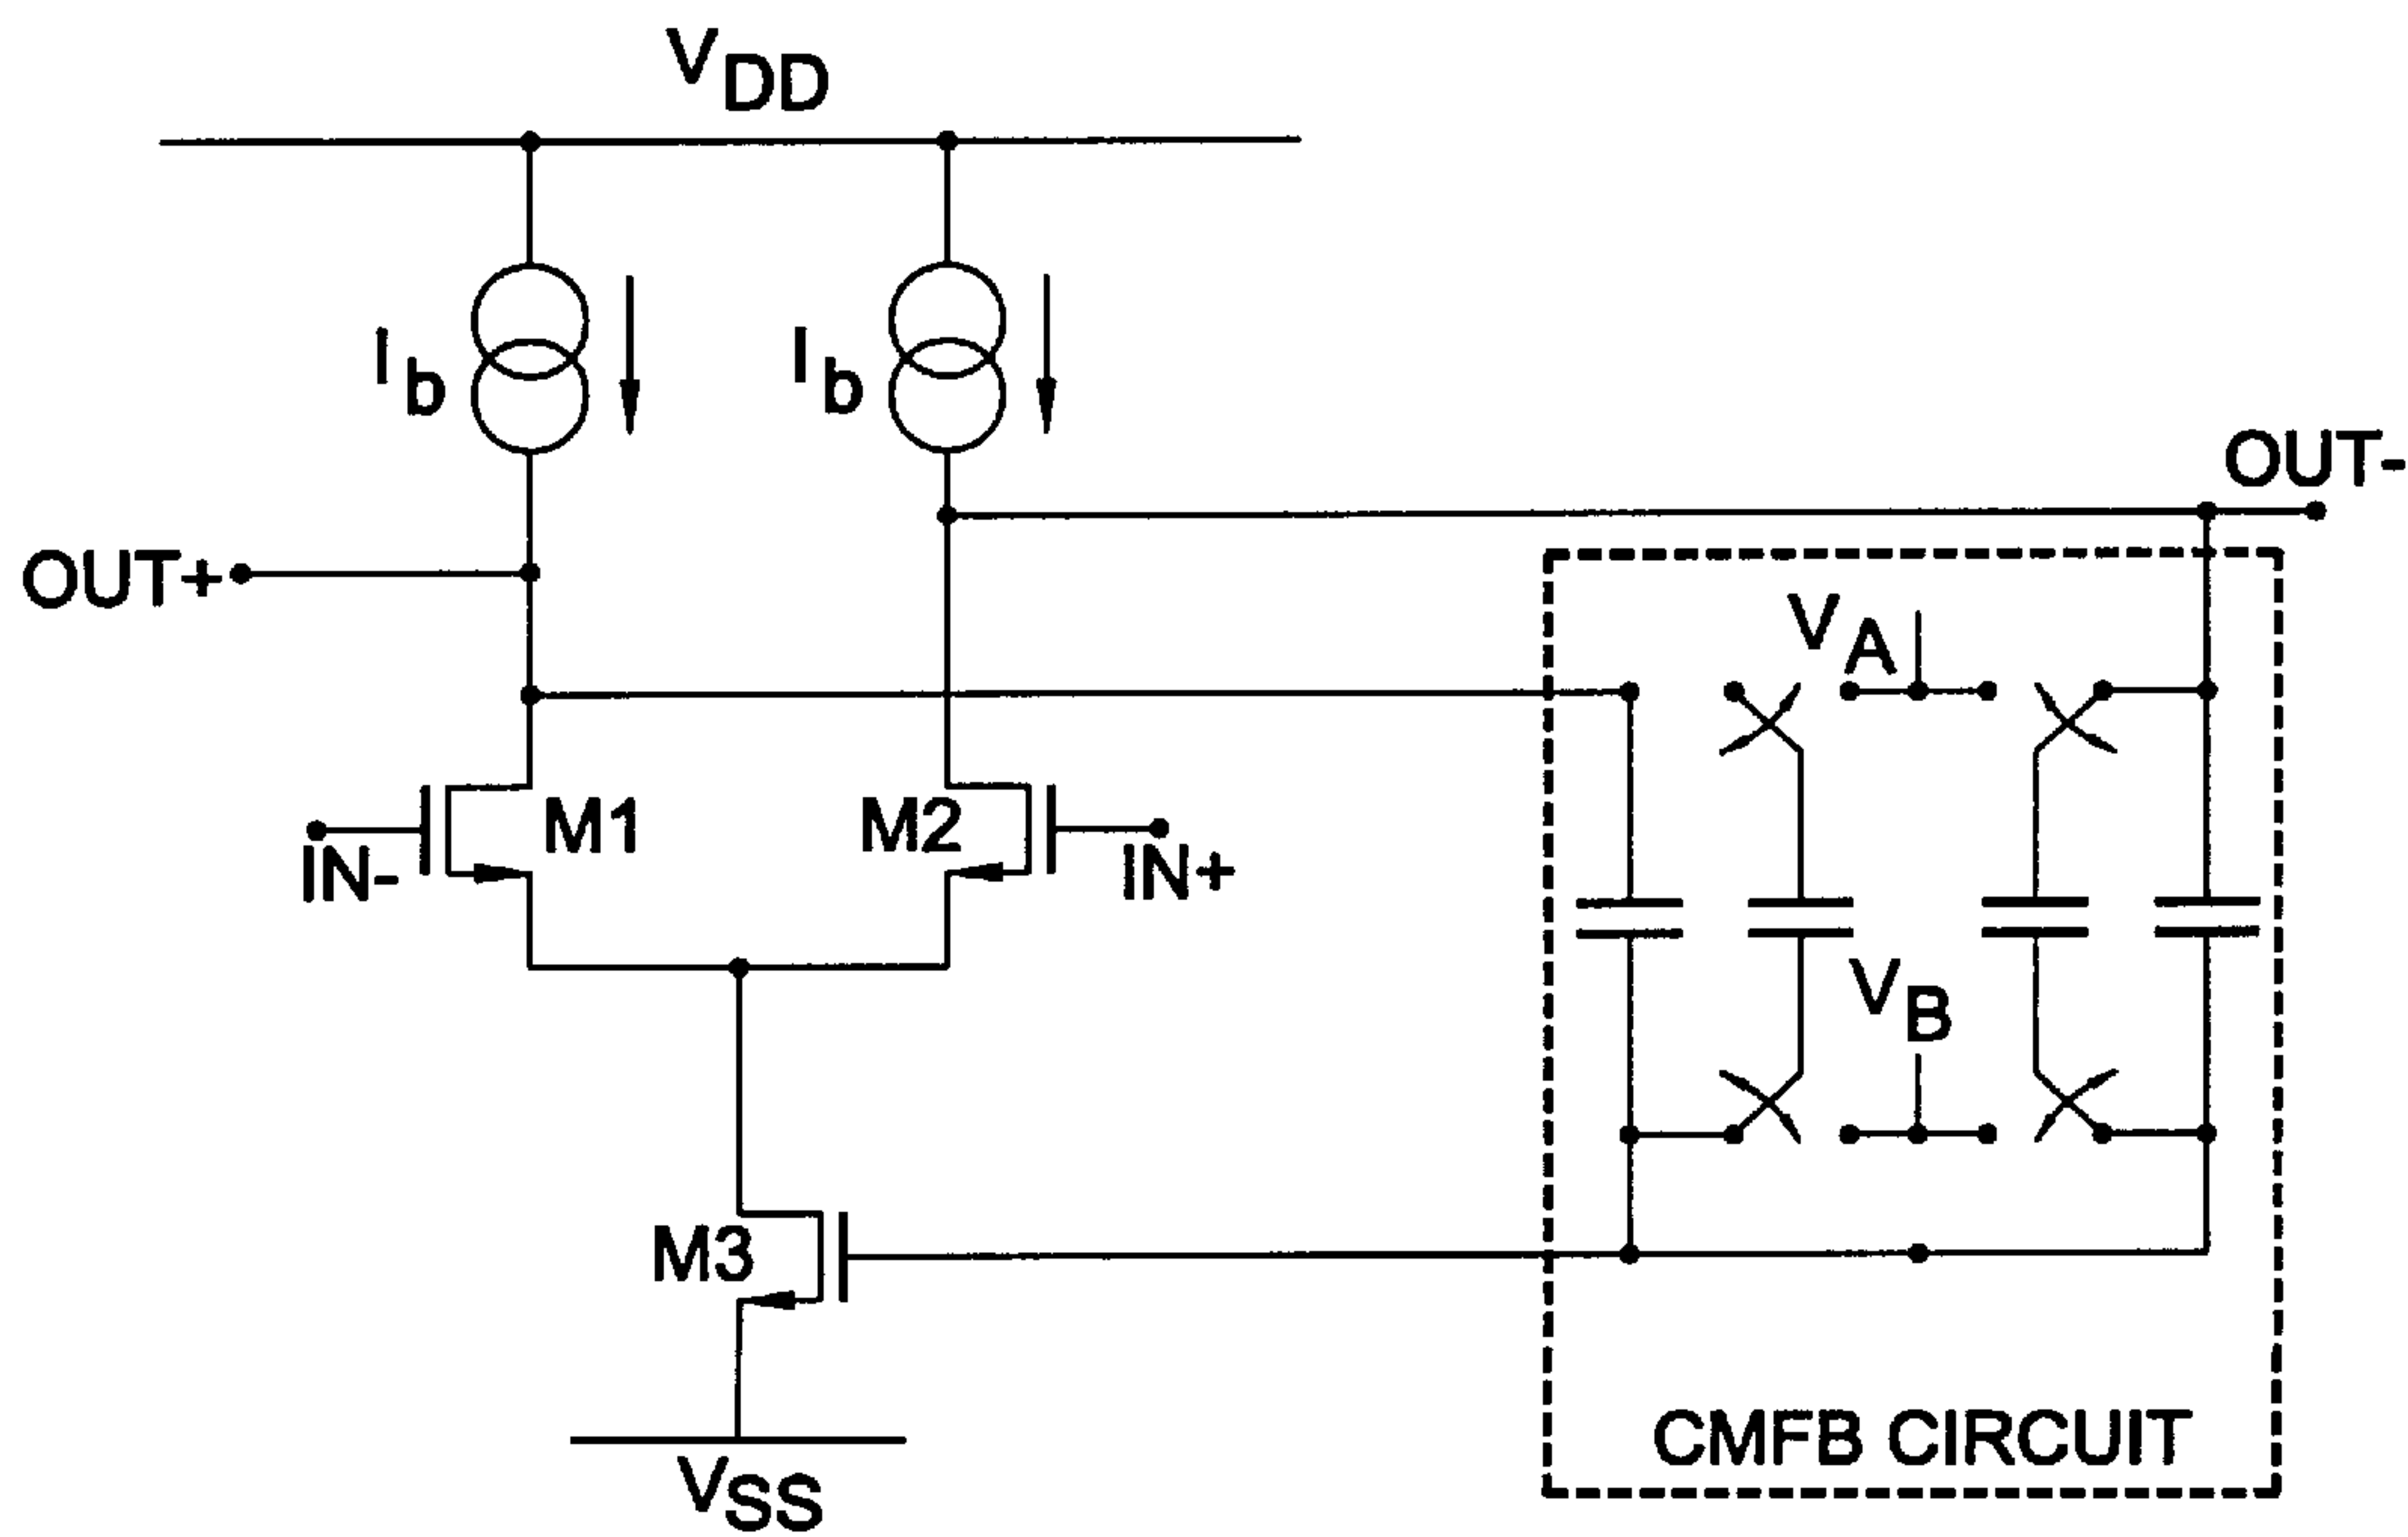 VDD
Ib
Ib
OUT-
OUT+
VA
M1
M2
IN-
IN+
VB
M3
CMFB CIRCUIT
VSS